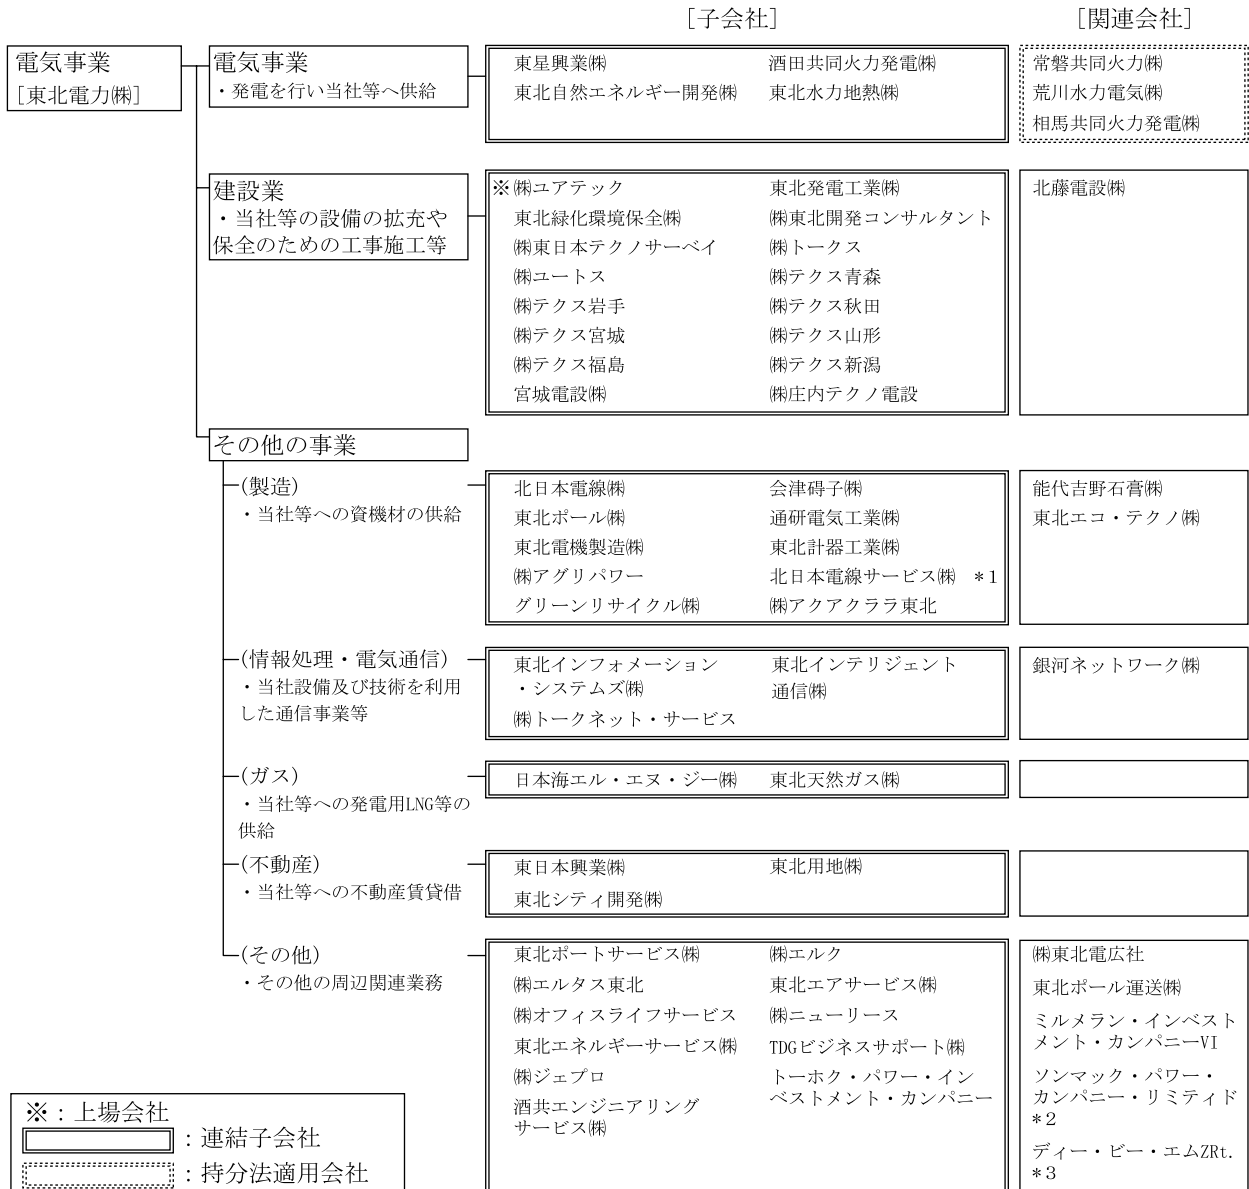 [子会社]
[関連会社]
電気事業
[東北電力㈱]
電気事業
・発電を行い当社等へ供給
東星興業㈱
酒田共同火力発電㈱
東北自然エネルギー開発㈱
東北水力地熱㈱
常磐共同火力㈱
荒川水力電気㈱
相馬共同火力発電㈱
建設業
・当社等の設備の拡充や
保全のための工事施工等
※㈱ユアテック
東北発電工業㈱
東北緑化環境保全㈱
㈱東北開発コンサルタント
㈱東日本テクノサーベイ
㈱トークス
㈱ユートス
㈱テクス青森
㈱テクス岩手
㈱テクス秋田
㈱テクス宮城
㈱テクス山形
㈱テクス福島
㈱テクス新潟
宮城電設㈱
㈱庄内テクノ電設
北藤電設㈱
その他の事業
(製造)
・当社等への資機材の供給
北日本電線㈱
会津碍子㈱
東北ポール㈱
通研電気工業㈱
東北電機製造㈱
東北計器工業㈱
㈱アグリパワー
北日本電線サービス㈱ *1
グリーンリサイクル㈱
㈱アクアクララ東北
能代吉野石膏㈱
東北エコ・テクノ㈱
(情報処理・電気通信)
・当社設備及び技術を利用
した通信事業等
東北インフォメーション
・システムズ㈱
東北インテリジェント
通信㈱
㈱トークネット・サービス
銀河ネットワーク㈱
(ガス)
・当社等への発電用LNG等の
供給
日本海エル・エヌ・ジー㈱
東北天然ガス㈱
(不動産)
・当社等への不動産賃貸借
東日本興業㈱
東北用地㈱
東北シティ開発㈱
(その他)
・その他の周辺関連業務
東北ポートサービス㈱
㈱エルク
㈱エルタス東北
東北エアサービス㈱
㈱オフィスライフサービス
㈱ニューリース
東北エネルギーサービス㈱
TDGビジネスサポート㈱
㈱ジェプロ
トーホク・パワー・イン
ベストメント・カンパニー
酒共エンジニアリング
サービス㈱
㈱東北電広社
東北ポール運送㈱
ミルメラン・インベスト
メント・カンパニーVI
ソンマック・パワー・
カンパニー・リミティド
*2
ディー・ビー・エムZRt.
*3
※：上場会社
：連結子会社
：持分法適用会社